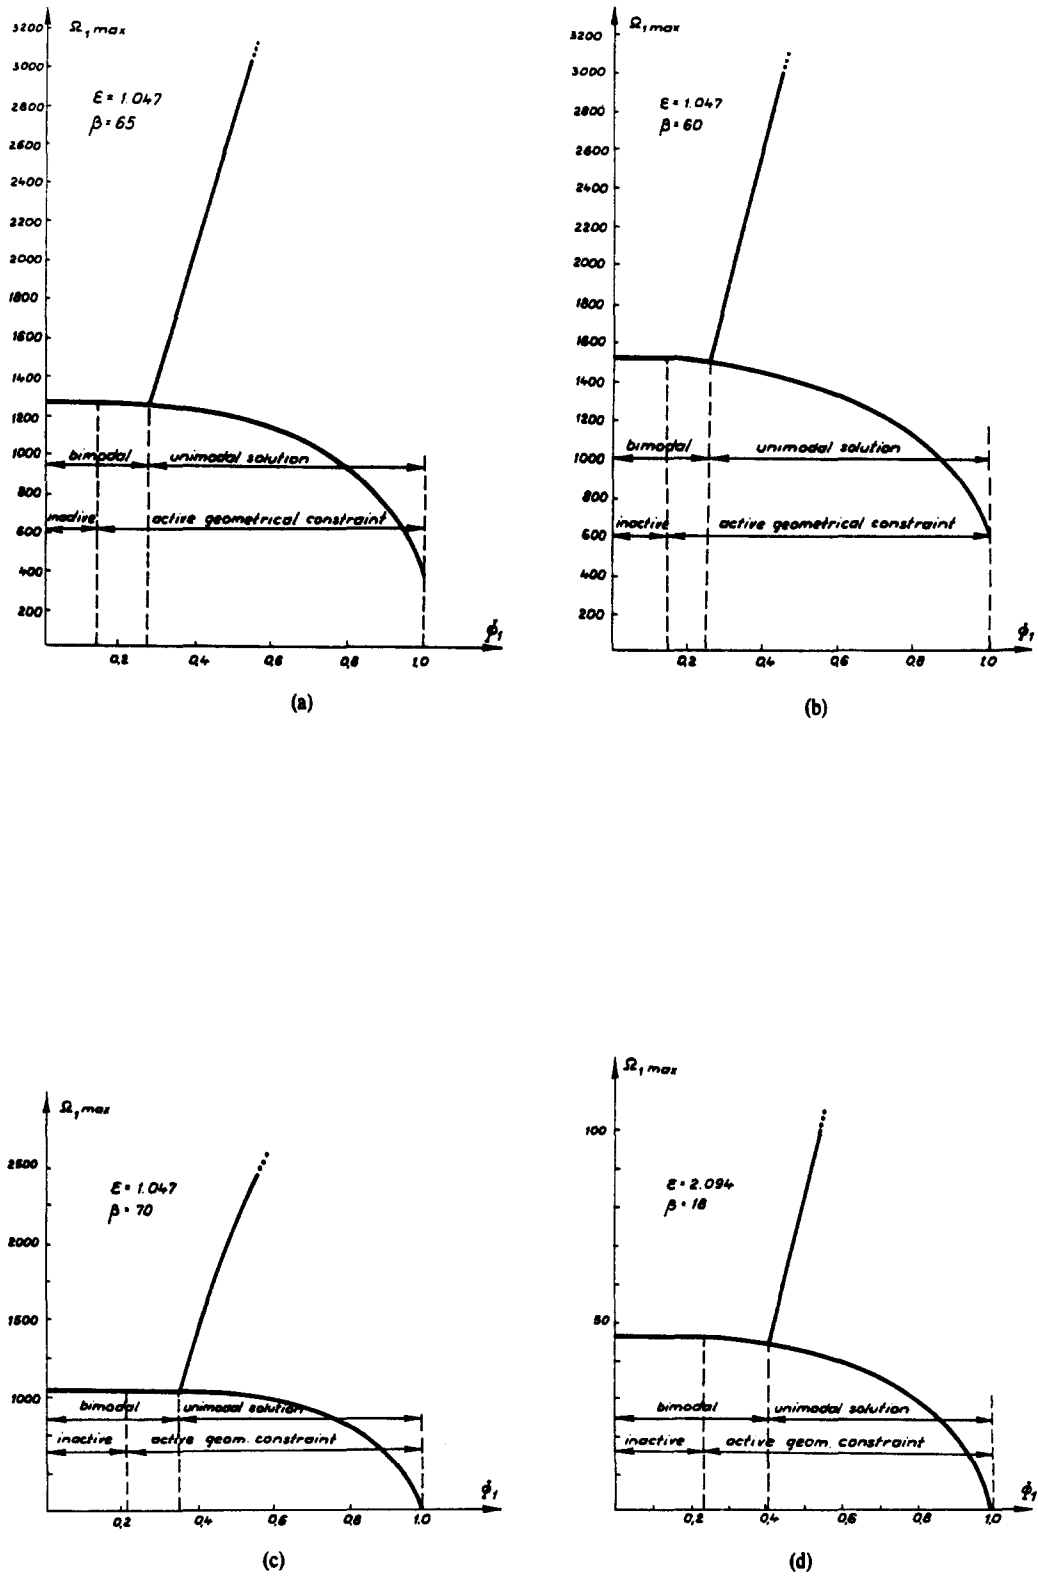 Ω₁ max
3200
3000
2800
2600
2400
2200
2000
1800
1600
1400
1200
1000
800
600
400
200
ε = 1.047
β = 65
bimodal
unimodal solution
inactive
active geometrical constraint
0,2
0,4
0,6
0,8
1.0
ϕ₁
(a)
Ω₁ max
3200
3000
2800
2600
2400
2200
2000
1800
1600
1400
1200
1000
800
600
400
200
ε = 1.047
β = 60
bimodal
unimodal solution
inactive
active geometrical constraint
0,2
0,4
0,6
0,8
1.0
ϕ₁
(b)
Ω₁ max
2500
2000
1500
1000
ε = 1.047
β = 70
bimodal
unimodal solution
inactive
active geom. constraint
0,2
0,4
0,6
0,8
1.0
ϕ₁
(c)
Ω₁ max
100
50
ε = 2.094
β = 18
bimodal
unimodal solution
inactive
active geom. constraint
0,2
0,4
0,6
0,8
1.0
ϕ₁
(d)